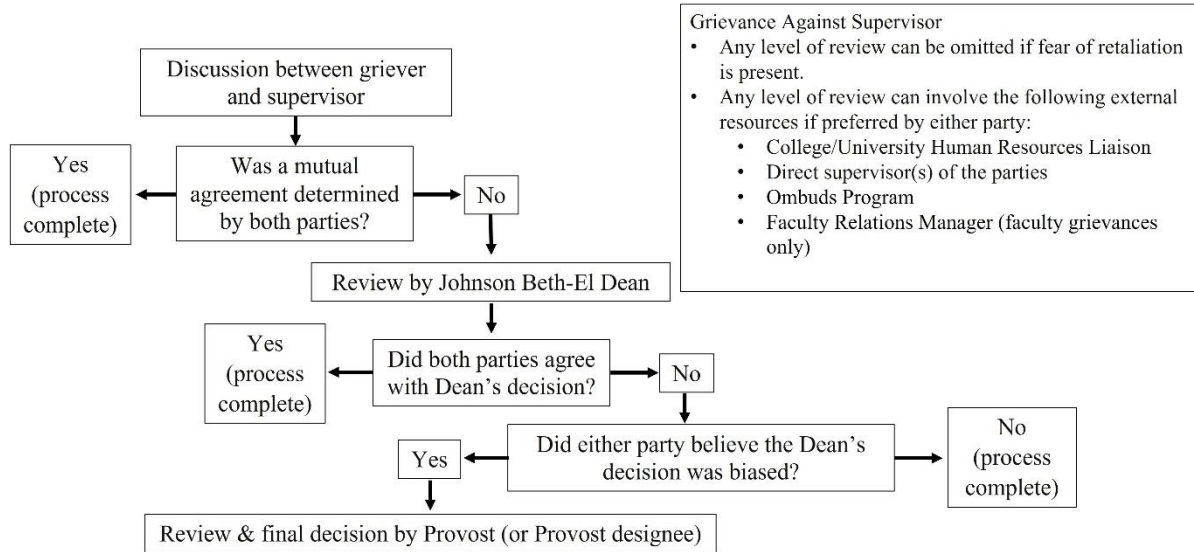 Discussion between griever
and supervisor
Was a mutual
agreement determined
by both parties?
Yes
(process
complete)
No
Review by Johnson Beth-El Dean
Did both parties agree
with Dean’s decision?
Yes
(process
complete)
No
Did either party believe the Dean’s
decision was biased?
Yes
No
(process
complete)
Review & final decision by Provost (or Provost designee)
Grievance Against Supervisor
• Any level of review can be omitted if fear of retaliation
is present.
• Any level of review can involve the following external
resources if preferred by either party:
• College/University Human Resources Liaison
• Direct supervisor(s) of the parties
• Ombuds Program
• Faculty Relations Manager (faculty grievances
only)